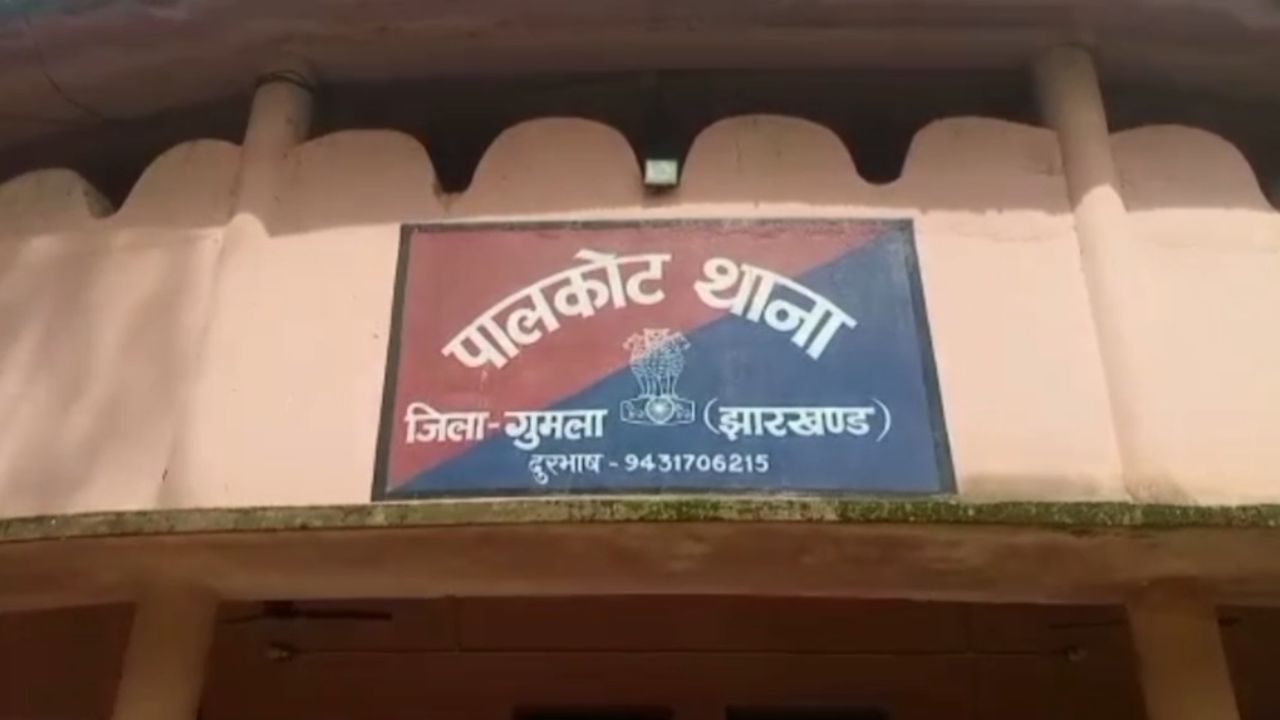 पालकोट थाना
जिला-गुमला (झारखण्ड)
दुरभाष - 9431706215